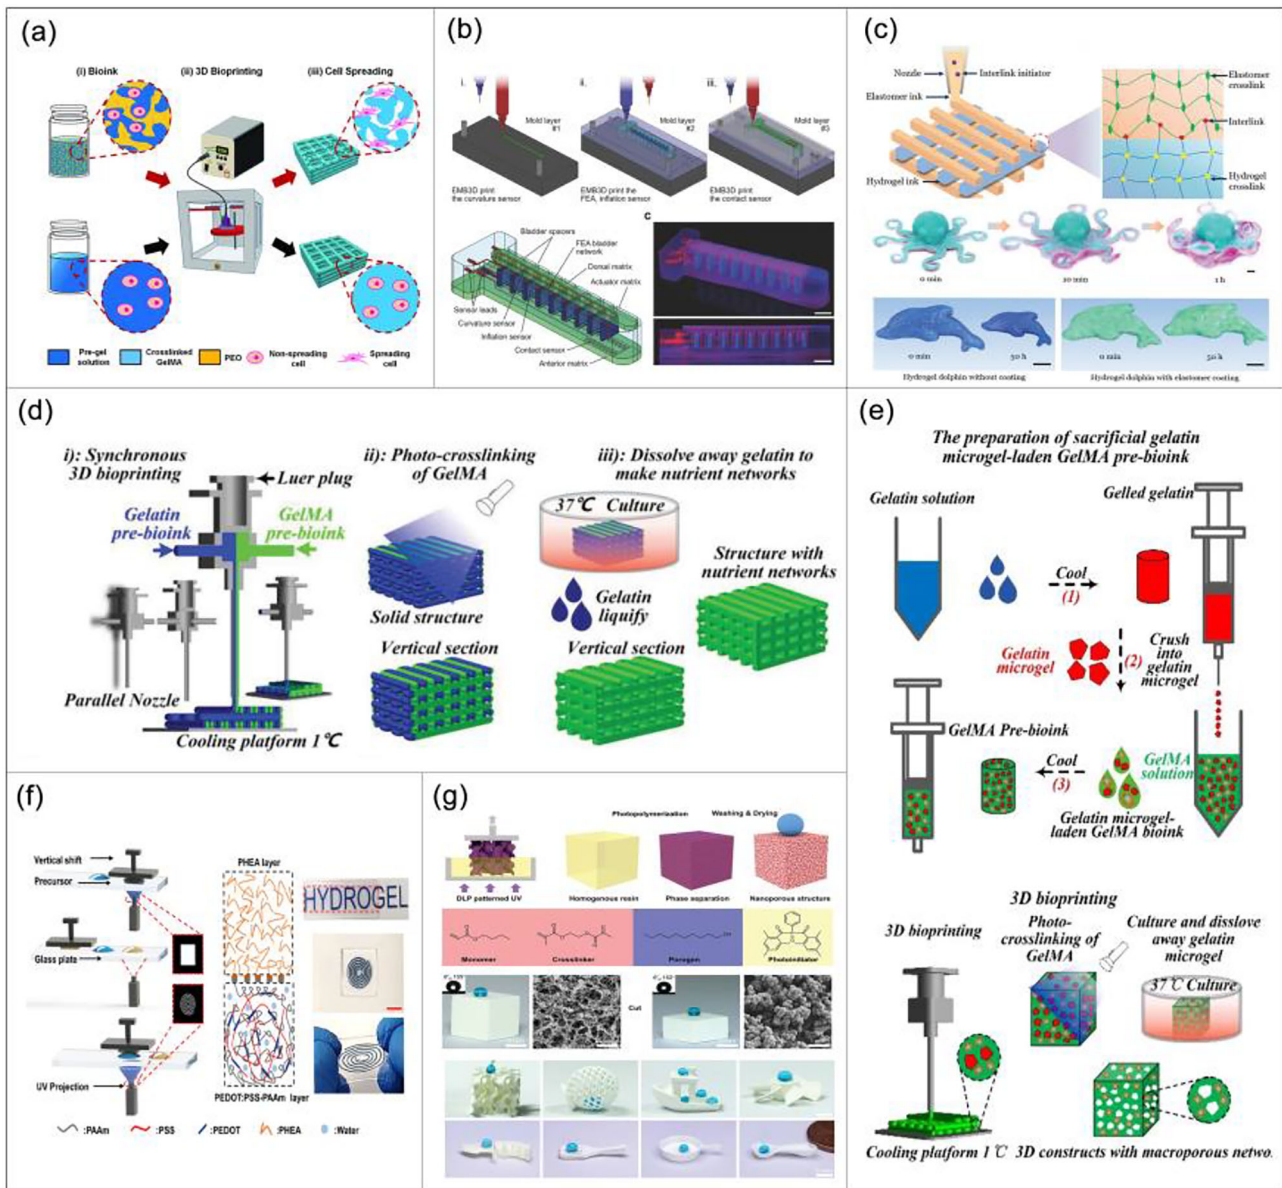 (a)
(i) Bioink
(ii) 3D Bioprinting
(iii) Cell Spreading
Pre-gel
solution
Crosslinked
GelMA
PEO
Non-spreading
cell
Spreading
cell
(b)
i.
ii.
iii.
Mold layer
#1
Mold layer
#2
Mold layer
#3
EMB3D print
the curvature sensor
EMB3D print the
FEA, inflation sensor
EMB3D print
the contact sensor
C
Bladder spacers
FEA bladder
network
Dorsal matrix
Actuator matrix
Sensor leads
Curvature sensor
Inflation sensor
Contact sensor
Anterior matrix
(c)
Nozzle
Interlink initiator
Elastomer ink
Hydrogel ink
Elastomer
crosslink
Interlink
Hydrogel
crosslink
0 min
20 min
1 h
0 min
50 h
0 min
50 h
Hydrogel dolphin without coating
Hydrogel dolphin with elastomer coating
(d)
i): Synchronous
3D bioprinting
Luer plug
Gelatin
pre-bioink
GelMA
pre-bioink
Parallel Nozzle
Cooling platform 1℃
ii): Photo-crosslinking
of GelMA
Solid structure
Vertical section
iii): Dissolve away gelatin to
make nutrient networks
37℃ Culture
Gelatin
liquify
Vertical section
Structure with
nutrient networks
(e)
The preparation of sacrificial gelatin
microgel-laden GelMA pre-bioink
Gelatin solution
Gelled gelatin
Cool
(1)
Gelatin
microgel
(2)
Crush
into
gelatin
microgel
GelMA Pre-bioink
Cool
(3)
GelMA
solution
Gelatin microgel-
laden GelMA bioink
3D bioprinting
3D bioprinting
Photo-
crosslinking of
GelMA
Culture and disslove
away gelatin
microgel
37℃ Culture
Cooling platform 1℃
3D constructs with macroporous netwo.
(f)
Vertical shift
Precursor
Glass plate
UV Projection
PHEA layer
PEDOT:PSS-PAAm layer
HYDROGEL
:PAAm
:PSS
:PEDOT
:PHEA
:Water
(g)
Photopolymerization
Washing & Drying
DLP patterned UV
Homogenous resin
Phase separation
Nanoporous structure
Monomer
Crosslinker
Porogen
Photoinitiator
OH
Cut